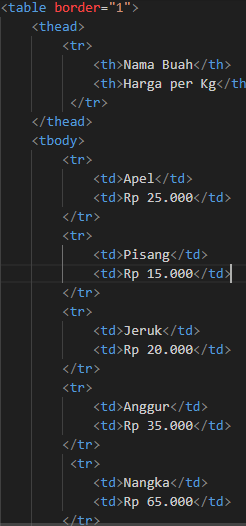 <table border="1">
<thead>
<tr>
<th>Nama Buah</th>
<th>Harga per Kg</th
</tr>
</thead>
<tbody>
<tr>
<td>Apel</td>
<td>Rp 25.000</td>
</tr>
<tr>
<td>Pisang</td>
<td>Rp 15.000</td>
</tr>
<tr>
<td>Jeruk</td>
<td>Rp 20.000</td>
</tr>
<tr>
<td>Anggur</td>
<td>Rp 35.000</td>
</tr>
<tr>
<td>Nangka</td>
<td>Rp 65.000</td>
</tr>